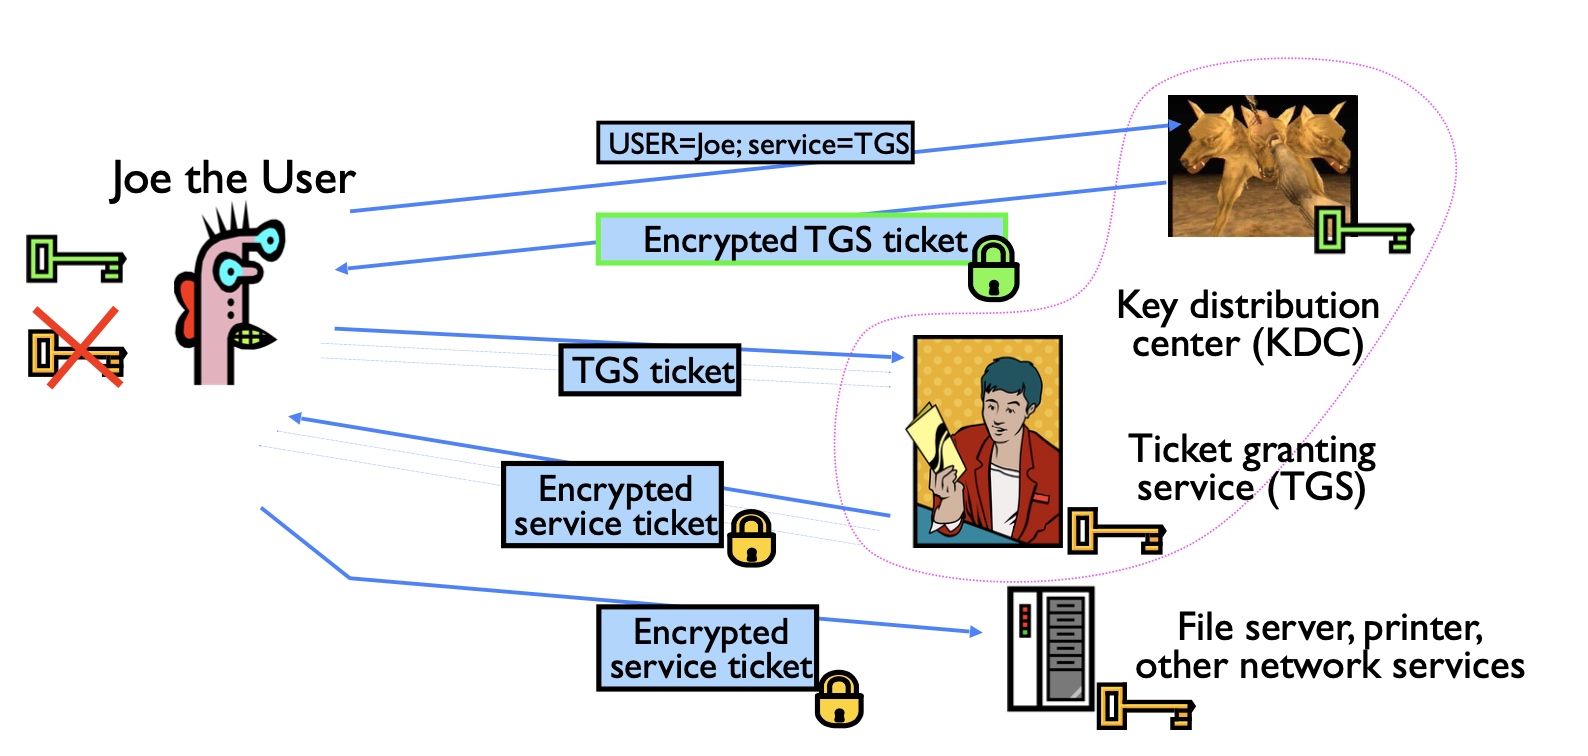 USER=Joe; service=TGS
Joe the User
Encrypted TGS ticket
Key distribution
center (KDC)
TGS ticket
Ticket granting
service (TGS)
Encrypted
service ticket
Encrypted
service ticket
File server, printer,
other network services